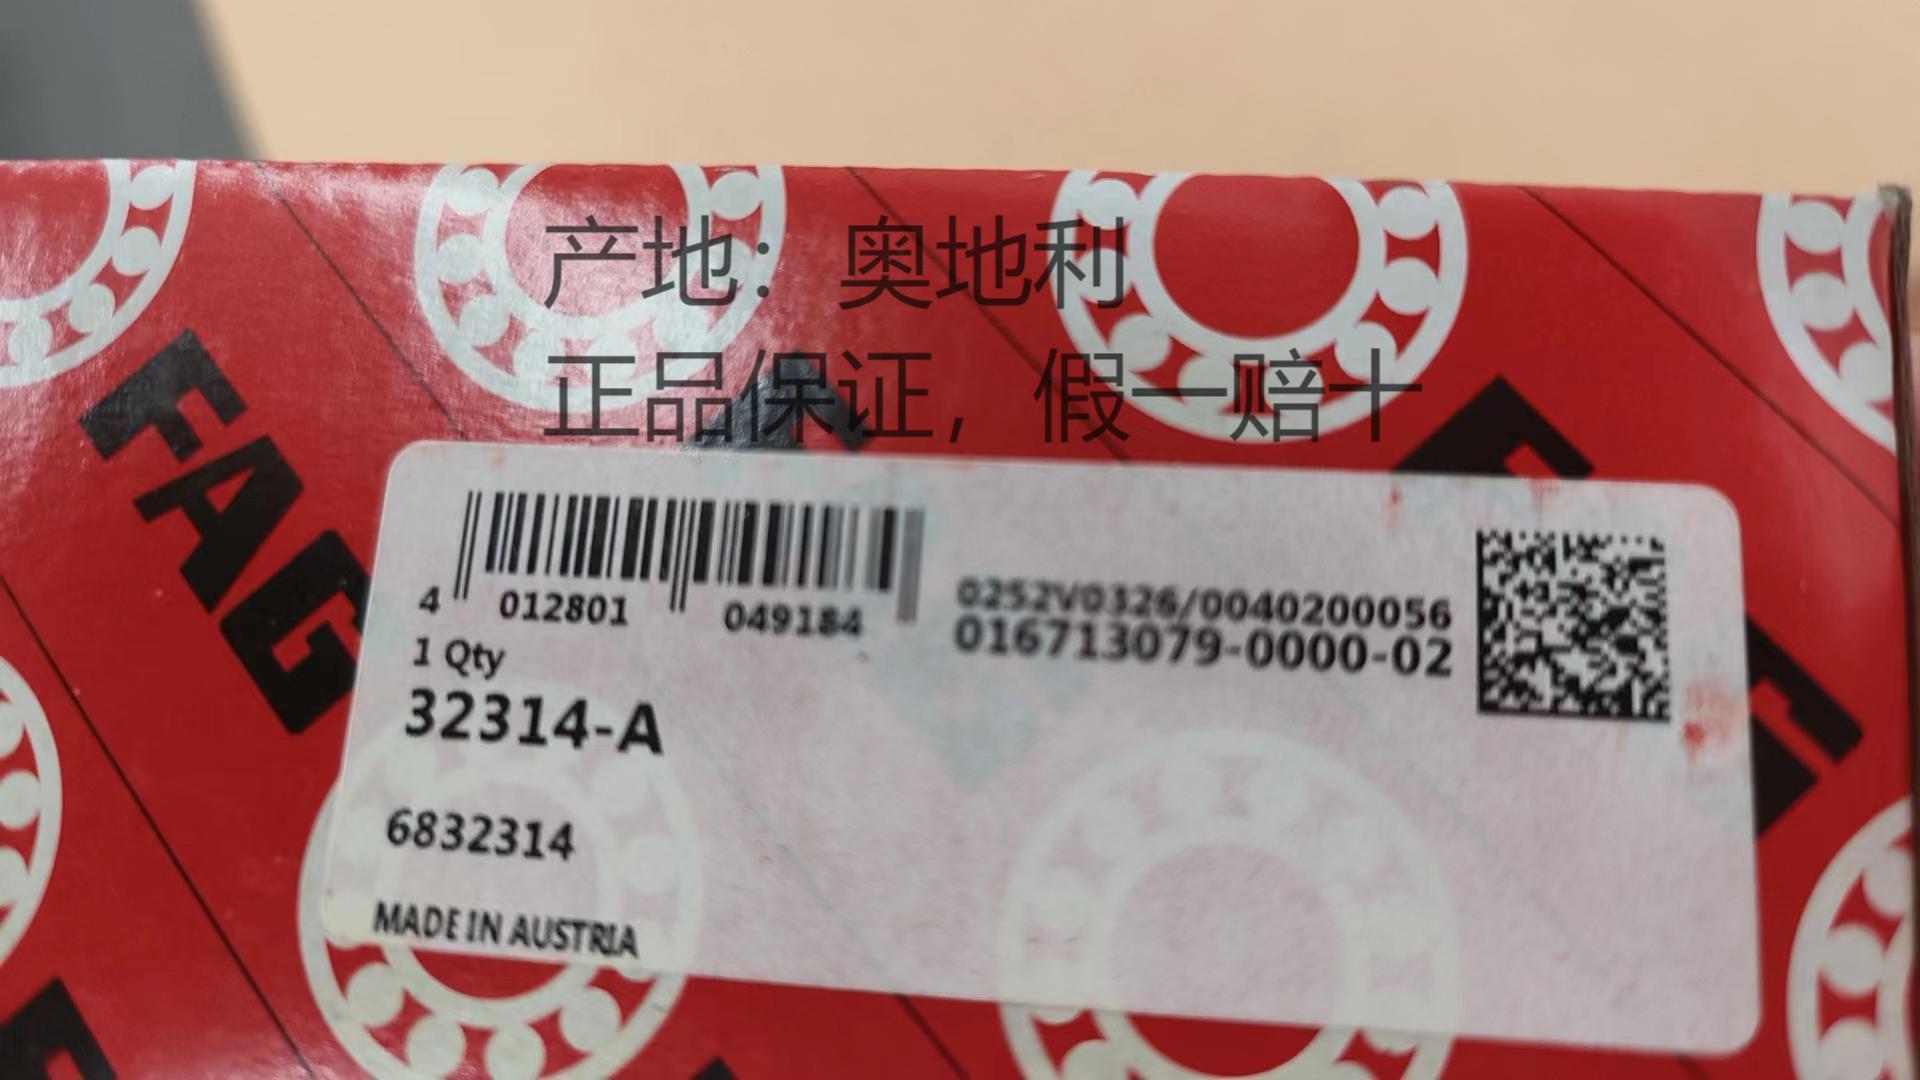 产地：奥地利
正品保证，假一赔十
FAG
4 012801 049184
0252V0326/0040200056
016713079-0000-02
1 Qty
32314-A
6832314
MADE IN AUSTRIA